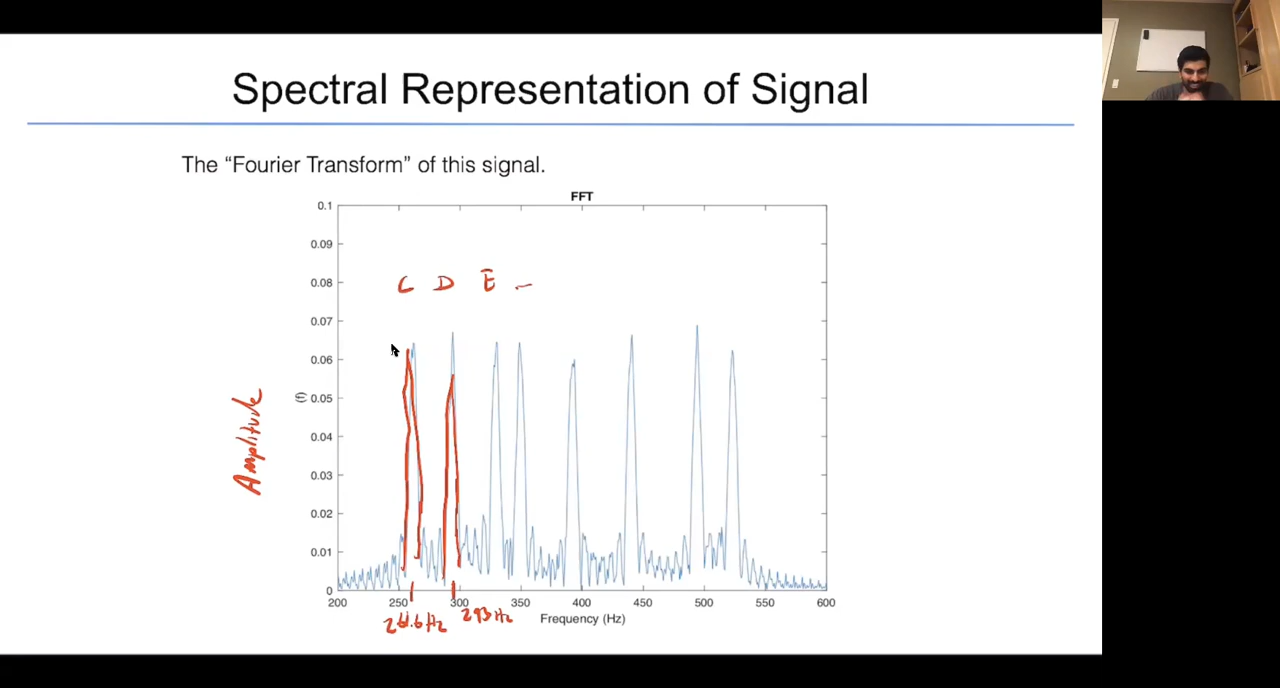 Spectral Representation of Signal
The “Fourier Transform” of this signal.
FFT
0.1
0.09
0.08
0.07
0.06
0.05
0.04
0.03
0.02
0.01
0
(f)
Amplitude
C D E
200 250 300 350 400 450 500 550 600
Frequency (Hz)
261.6 Hz 293 Hz